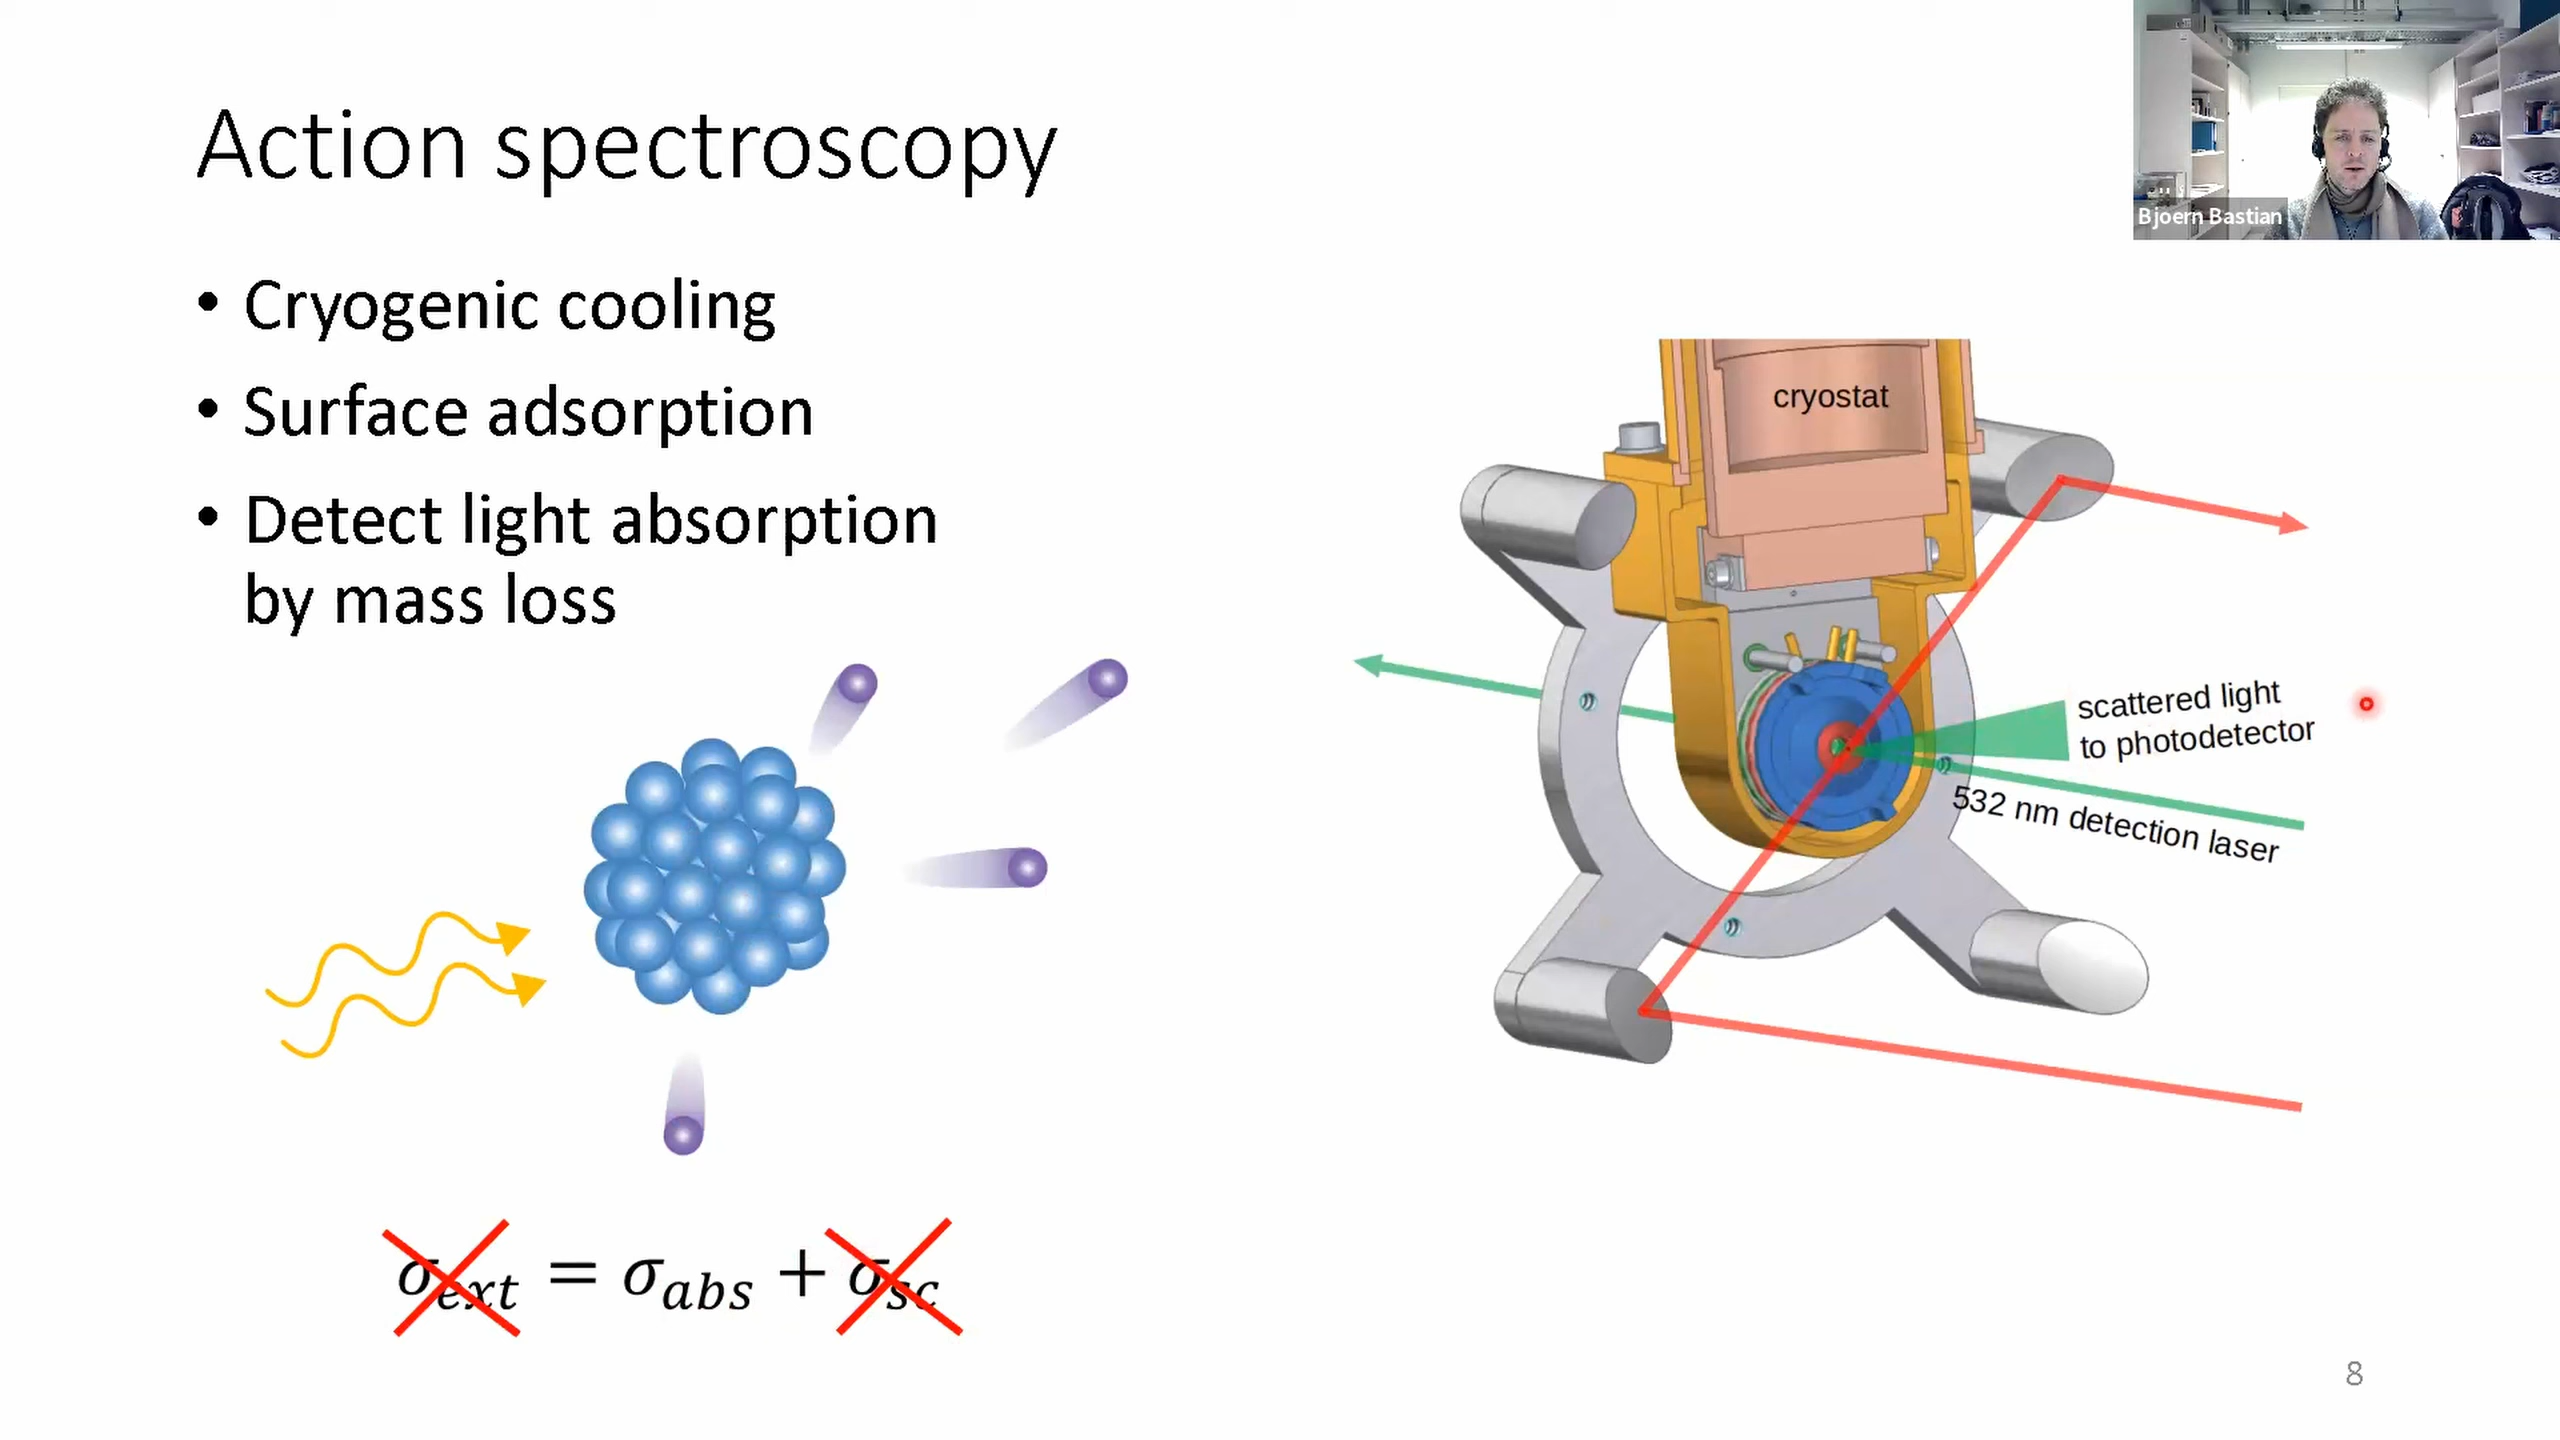 Action spectroscopy
Bjoern Bastian
• Cryogenic cooling
• Surface adsorption
• Detect light absorption
by mass loss
cryostat
scattered light
to photodetector
532 nm detection laser
σ_ext = σ_abs + σ_sc
8